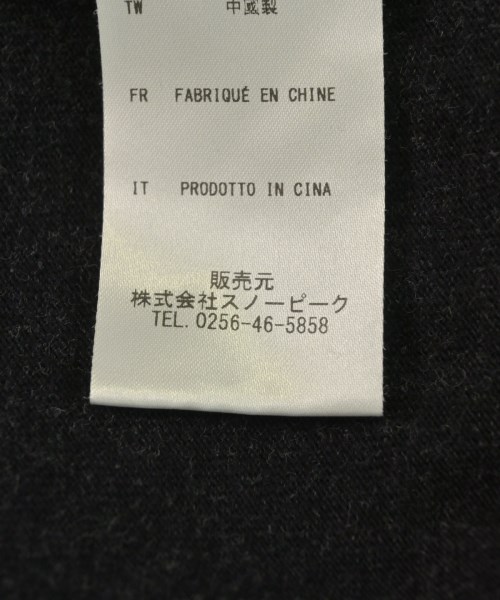 TW 中國製
FR FABRIQUÉ EN CHINE
IT PRODOTTO IN CINA
販売元
株式会社スノーピーク
TEL. 0256-46-5858